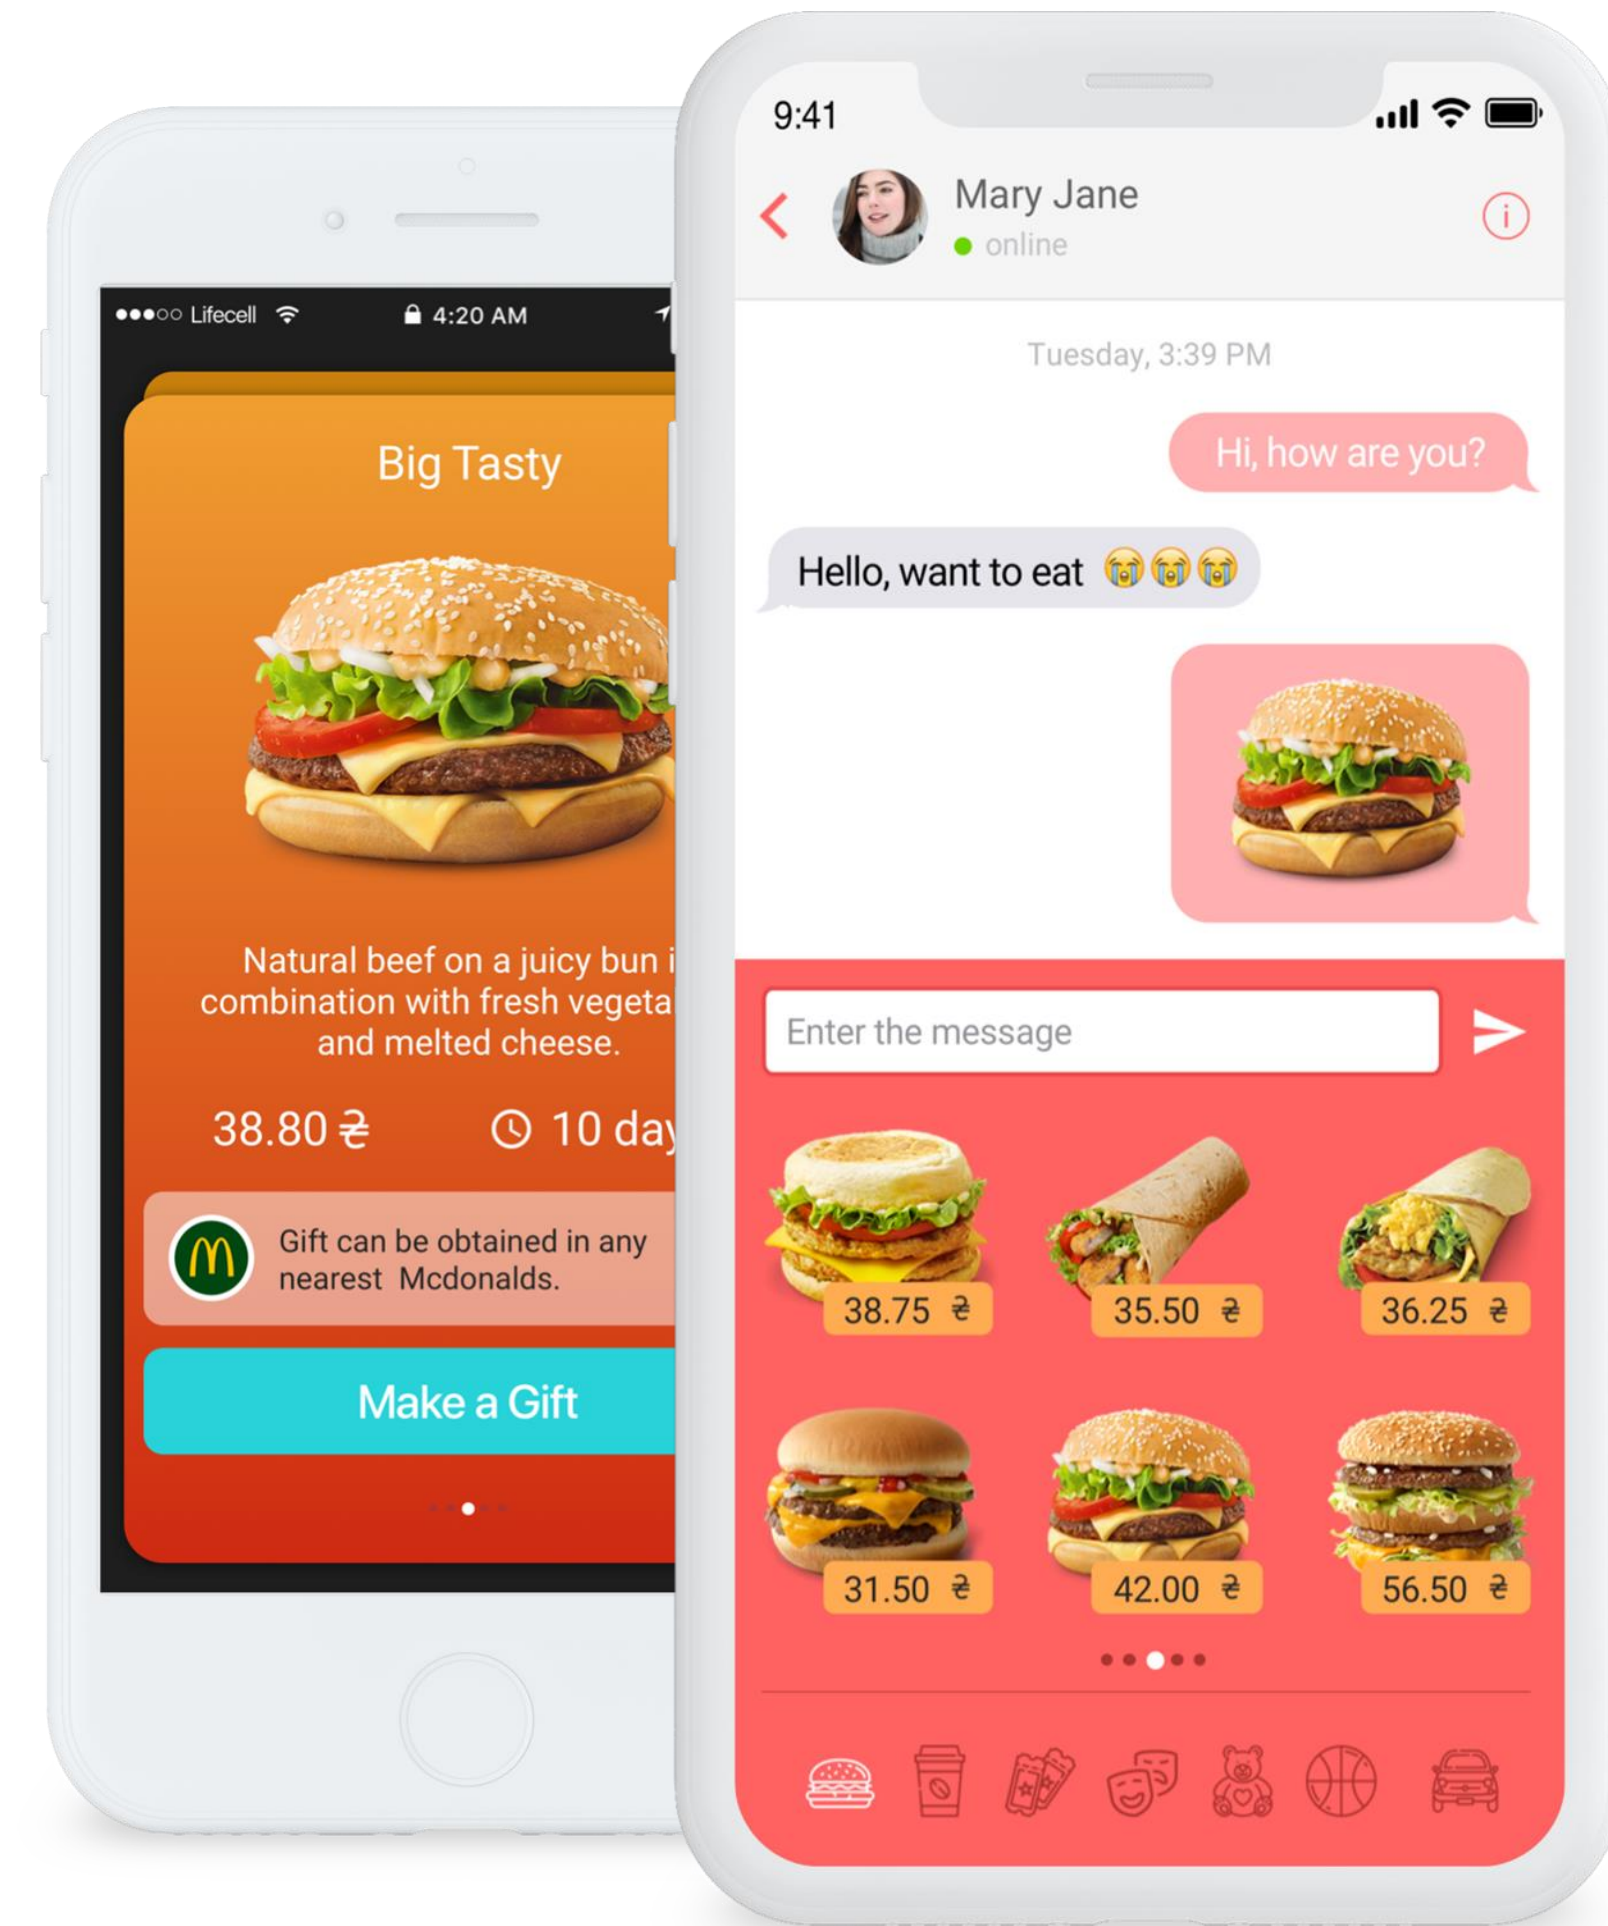 Lifecell
4:20 AM
Big Tasty
Natural beef on a juicy bun
combination with fresh
and melted cheese.
38.80 ₴
10
Gift can be obtained in any
nearest Mcdonalds.
Make a Gift
9:41
Mary Jane
online
Tuesday, 3:39 PM
Hi, how are you?
Hello, want to eat 😭😭😭
Enter the message
38.75 ₴
35.50 ₴
36.25 ₴
31.50 ₴
42.00 ₴
56.50 ₴